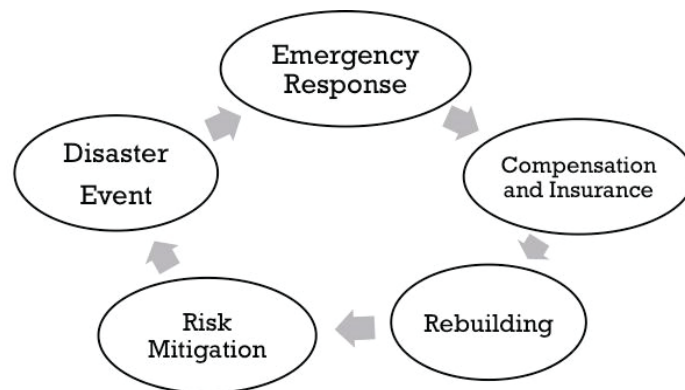 Emergency
Response
Disaster
Event
Compensation
and Insurance
Risk
Mitigation
Rebuilding